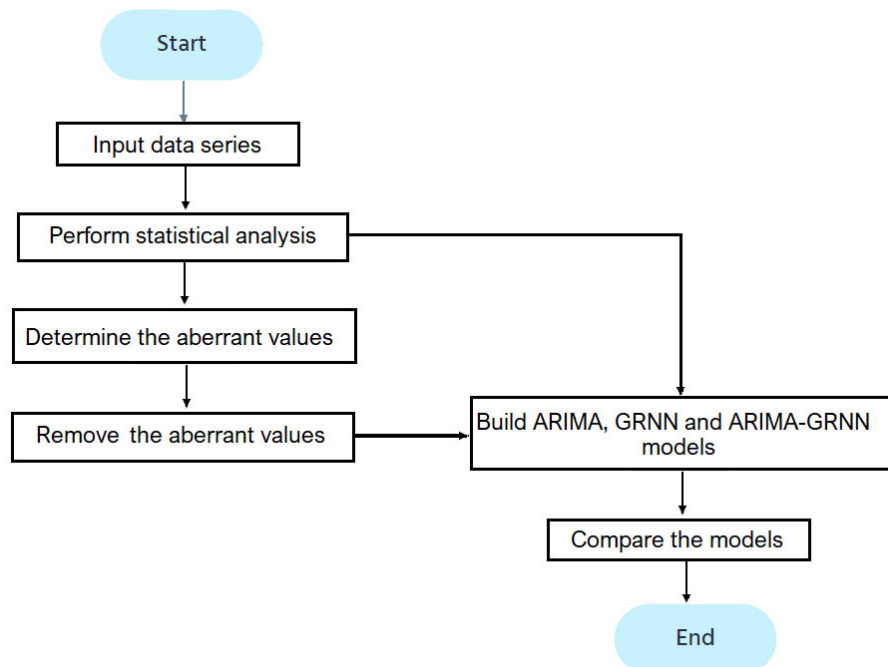 Start
Input data series
Perform statistical analysis
Determine the aberrant values
Remove the aberrant values
Build ARIMA, GRNN and ARIMA-GRNN
models
Compare the models
End